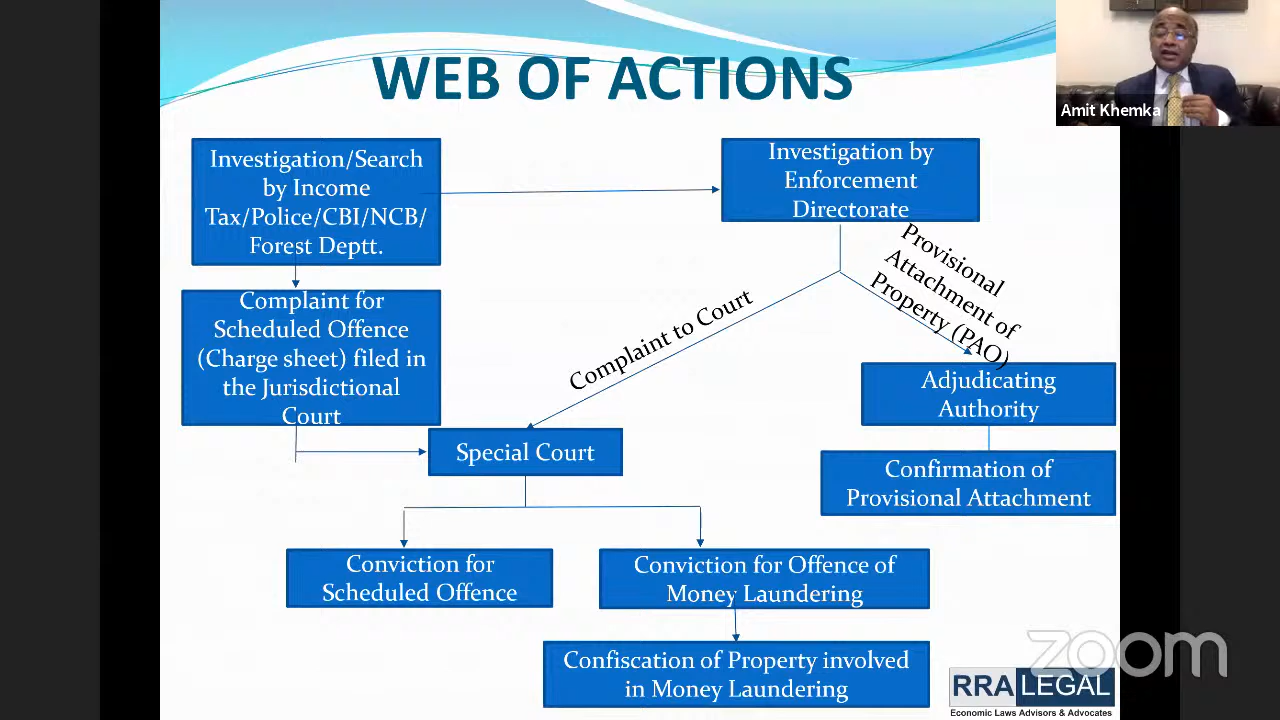 WEB OF ACTIONS
Amit Khemka
Investigation/Search
by Income
Tax/Police/CBI/NCB/
Forest Deptt.
Investigation by
Enforcement
Directorate
Provisional
Attachment of
Property (PAO)
Complaint to Court
Complaint for
Scheduled Offence
(Charge sheet) filed in
the Jurisdictional
Court
Adjudicating
Authority
Special Court
Confirmation of
Provisional Attachment
Conviction for
Scheduled Offence
Conviction for Offence of
Money Laundering
Confiscation of Property involved
in Money Laundering
zoom
RRA LEGAL
Economic Laws Advisors & Advocates